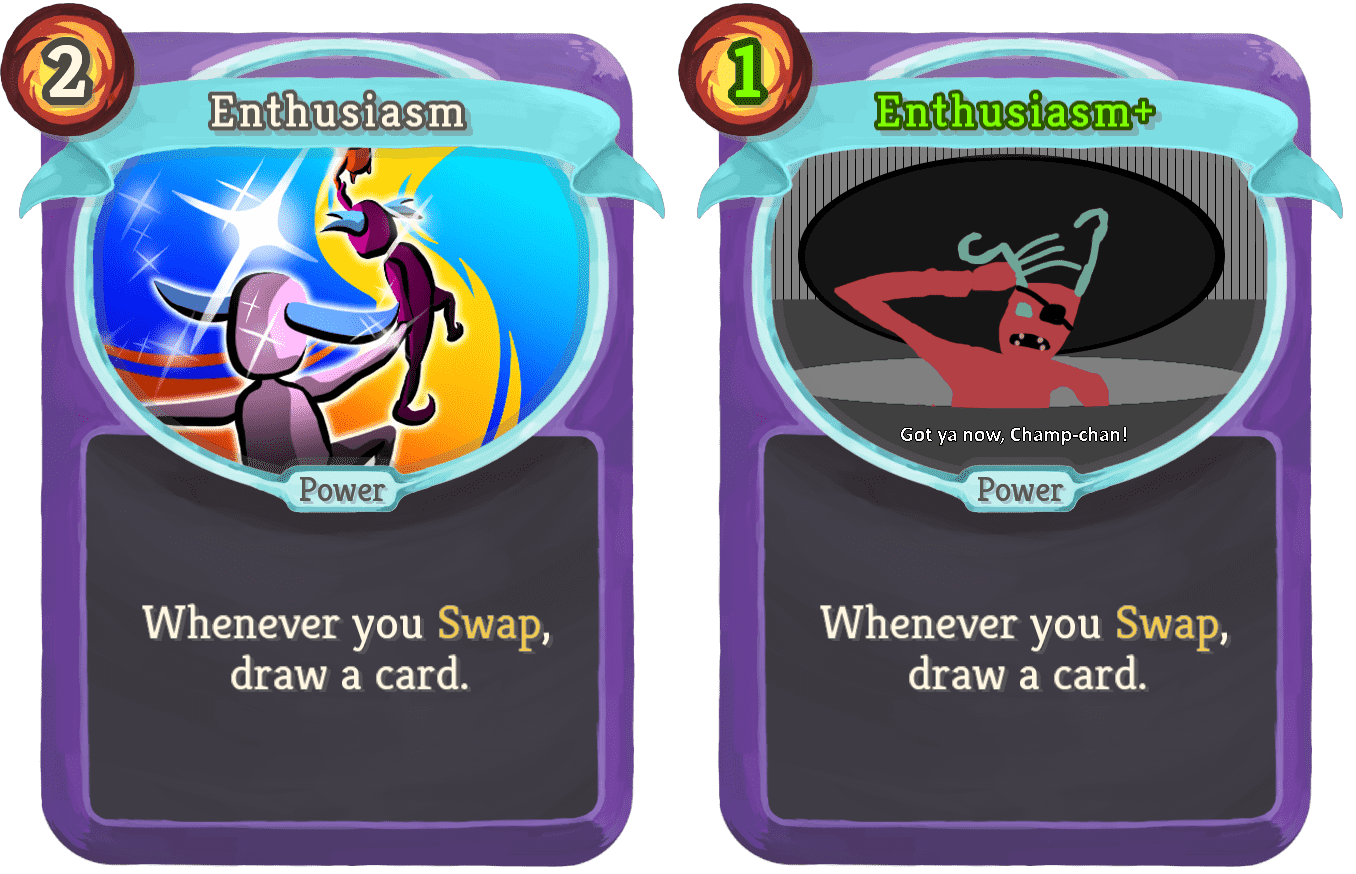 2
Enthusiasm
Power
Whenever you Swap,
draw a card.
1
Enthusiasm+
Got ya now, Champ-chan!
Power
Whenever you Swap,
draw a card.